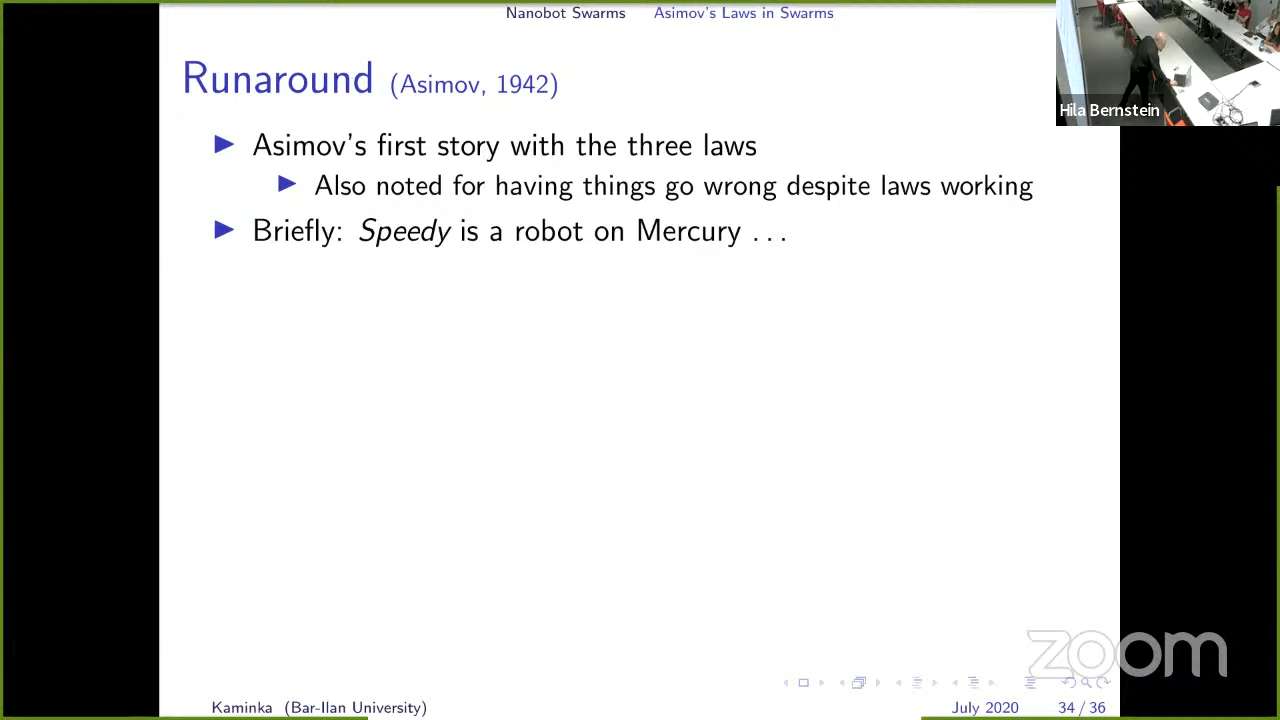 Nanobot Swarms Asimov's Laws in Swarms
Runaround (Asimov, 1942)
Asimov's first story with the three laws
Also noted for having things go wrong despite laws working
Briefly: Speedy is a robot on Mercury ...
Hila Bernstein
zoom
Kaminka (Bar-Ilan University) July 2020 34 / 36